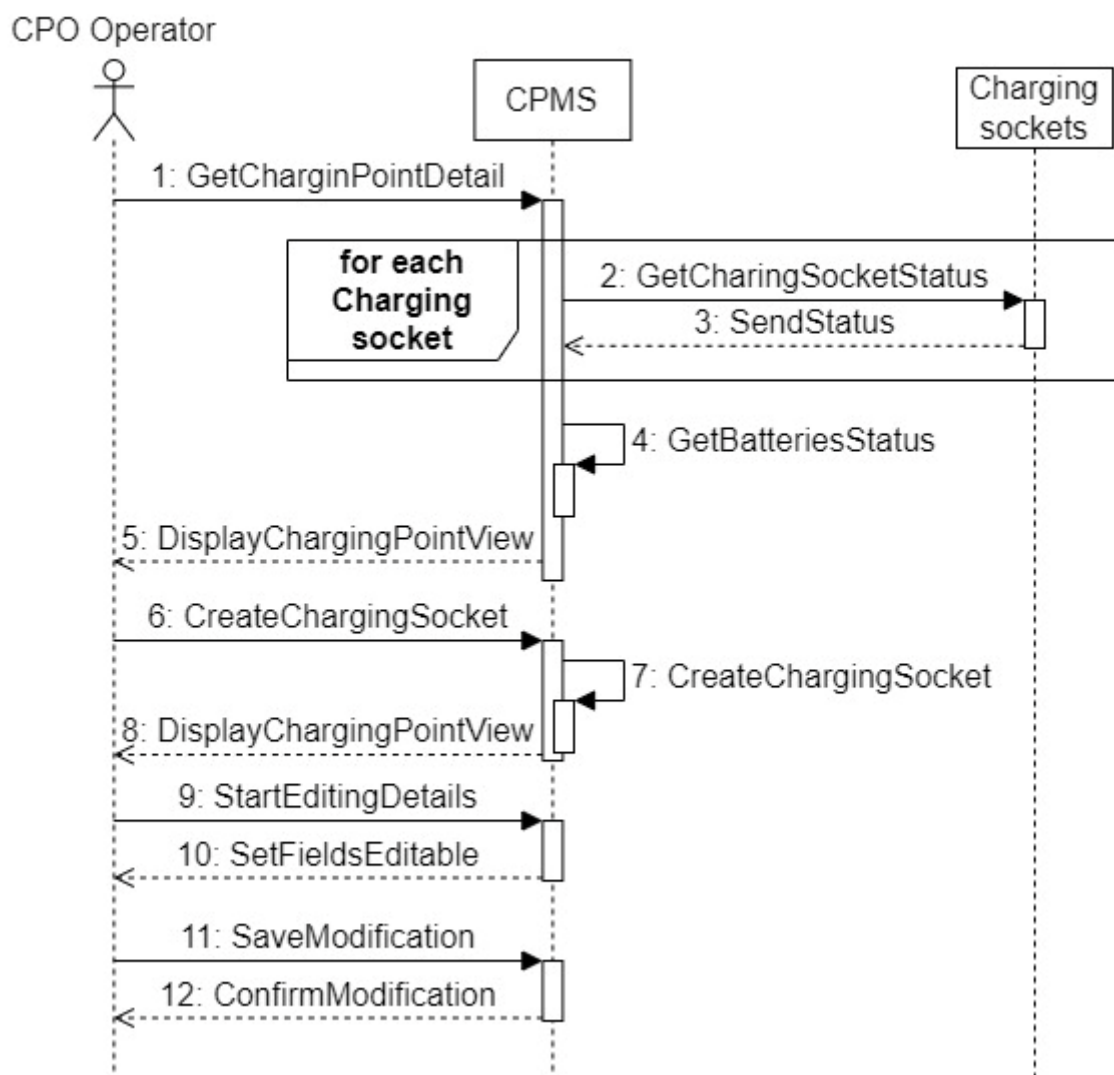 CPO Operator
CPMS
Charging
sockets
1: GetCharginPointDetail
for each
Charging
socket
2: GetCharingSocketStatus
3: SendStatus
4: GetBatteriesStatus
5: DisplayChargingPointView
6: CreateChargingSocket
7: CreateChargingSocket
8: DisplayChargingPointView
9: StartEditingDetails
10: SetFieldsEditable
11: SaveModification
12: ConfirmModification